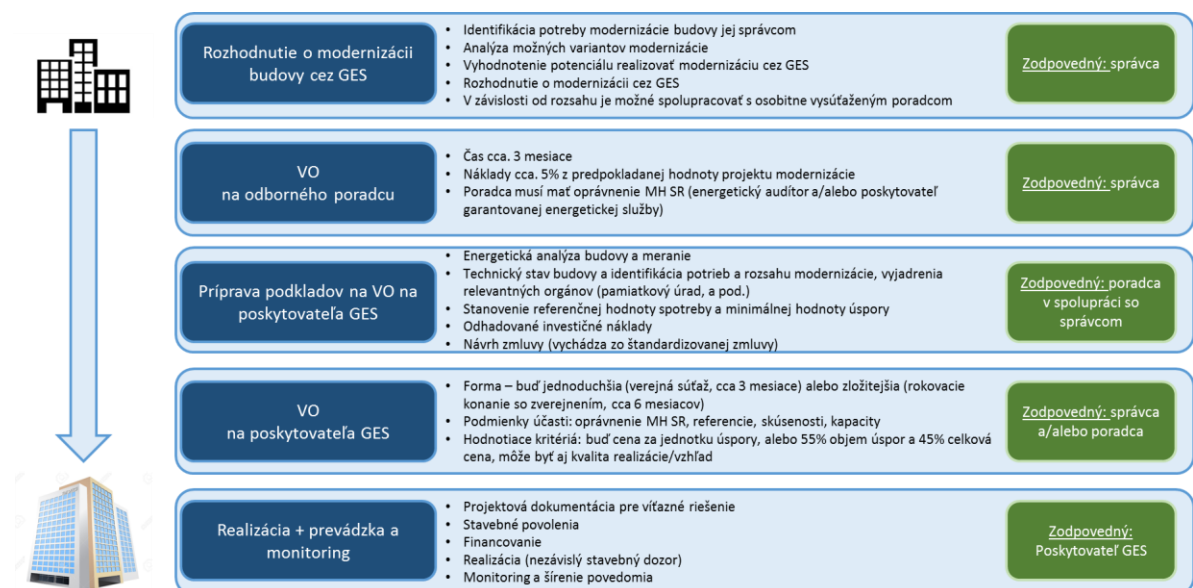 Rozhodnutie o modernizácii
budovy cez GES
• Identifikácia potreby modernizácie budovy jej správcom
• Analýza možných variantov modernizácie
• Vyhodnotenie potenciálu realizovať modernizáciu cez GES
• Rozhodnutie o modernizácii cez GES
• V závislosti od rozsahu je možné spolupracovať s osobitne vysúťaženým poradcom
Zodpovedný: správca
VO
na odborného poradcu
• Čas cca. 3 mesiace
• Náklady cca. 5% z predpokladanej hodnoty projektu modernizácie
• Poradca musí mať oprávnenie MH SR (energetický audítor a/alebo poskytovateľ
garantovanej energetickej služby)
Zodpovedný: správca
Príprava podkladov na VO na
poskytovateľa GES
• Energetická analýza budovy a meranie
• Technický stav budovy a identifikácia potrieb a rozsahu modernizácie, vyjadrenia
relevantných orgánov (pamiatkový úrad, a pod.)
• Stanovenie referenčnej hodnoty spotreby a minimálnej hodnoty úspory
• Odhadované investičné náklady
• Návrh zmluvy (vychádza zo štandardizovanej zmluvy)
Zodpovedný: poradca
v spolupráci so
správcom
VO
na poskytovateľa GES
• Forma – buď jednoduchšia (verejná súťaž, cca 3 mesiace) alebo zložitejšia (rokovacie
konanie so zverejnením, cca 6 mesiacov)
• Podmienky účasti: oprávnenie MH SR, referencie, skúsenosti, kapacity
• Hodnotiace kritériá: buď cena za jednotku úspory, alebo 55% objem úspor a 45% celková
cena, môže byť aj kvalita realizácie/vzhľad
Zodpovedný: správca
a/alebo poradca
Realizácia + prevádzka a
monitoring
• Projektová dokumentácia pre víťazné riešenie
• Stavebné povolenia
• Financovanie
• Realizácia (nezávislý stavebný dozor)
• Monitoring a šírenie povedomia
Zodpovedný:
Poskytovateľ GES